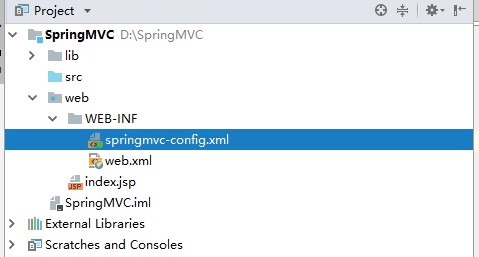 Project
SpringMVC D:\SpringMVC
lib
src
web
WEB-INF
springmvc-config.xml
web.xml
JSP index.jsp
SpringMVC.iml
External Libraries
Scratches and Consoles